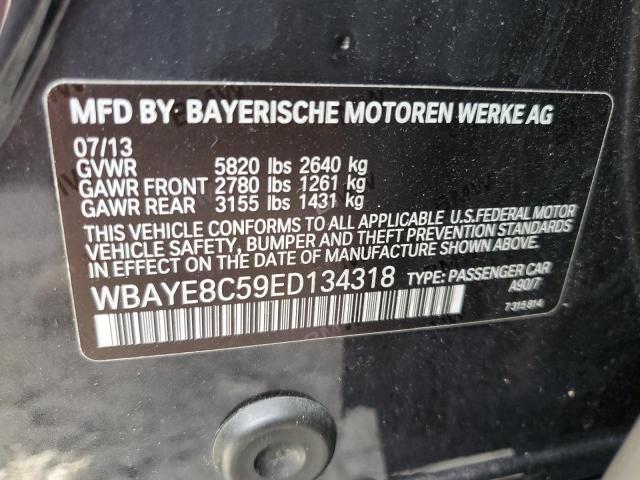 MFD BY: BAYERISCHE MOTOREN WERKE AG
07/13
GVWR 5820 lbs 2640 kg
GAWR FRONT 2780 lbs 1261 kg
GAWR REAR 3155 lbs 1431 kg
THIS VEHICLE CONFORMS TO ALL APPLICABLE U.S.FEDERAL MOTOR
VEHICLE SAFETY, BUMPER AND THEFT PREVENTION STANDARDS
IN EFFECT ON THE DATE OF MANUFACTURE SHOWN ABOVE.
WBAYE8C59ED134318 TYPE: PASSENGER CAR
A90/7
7315814